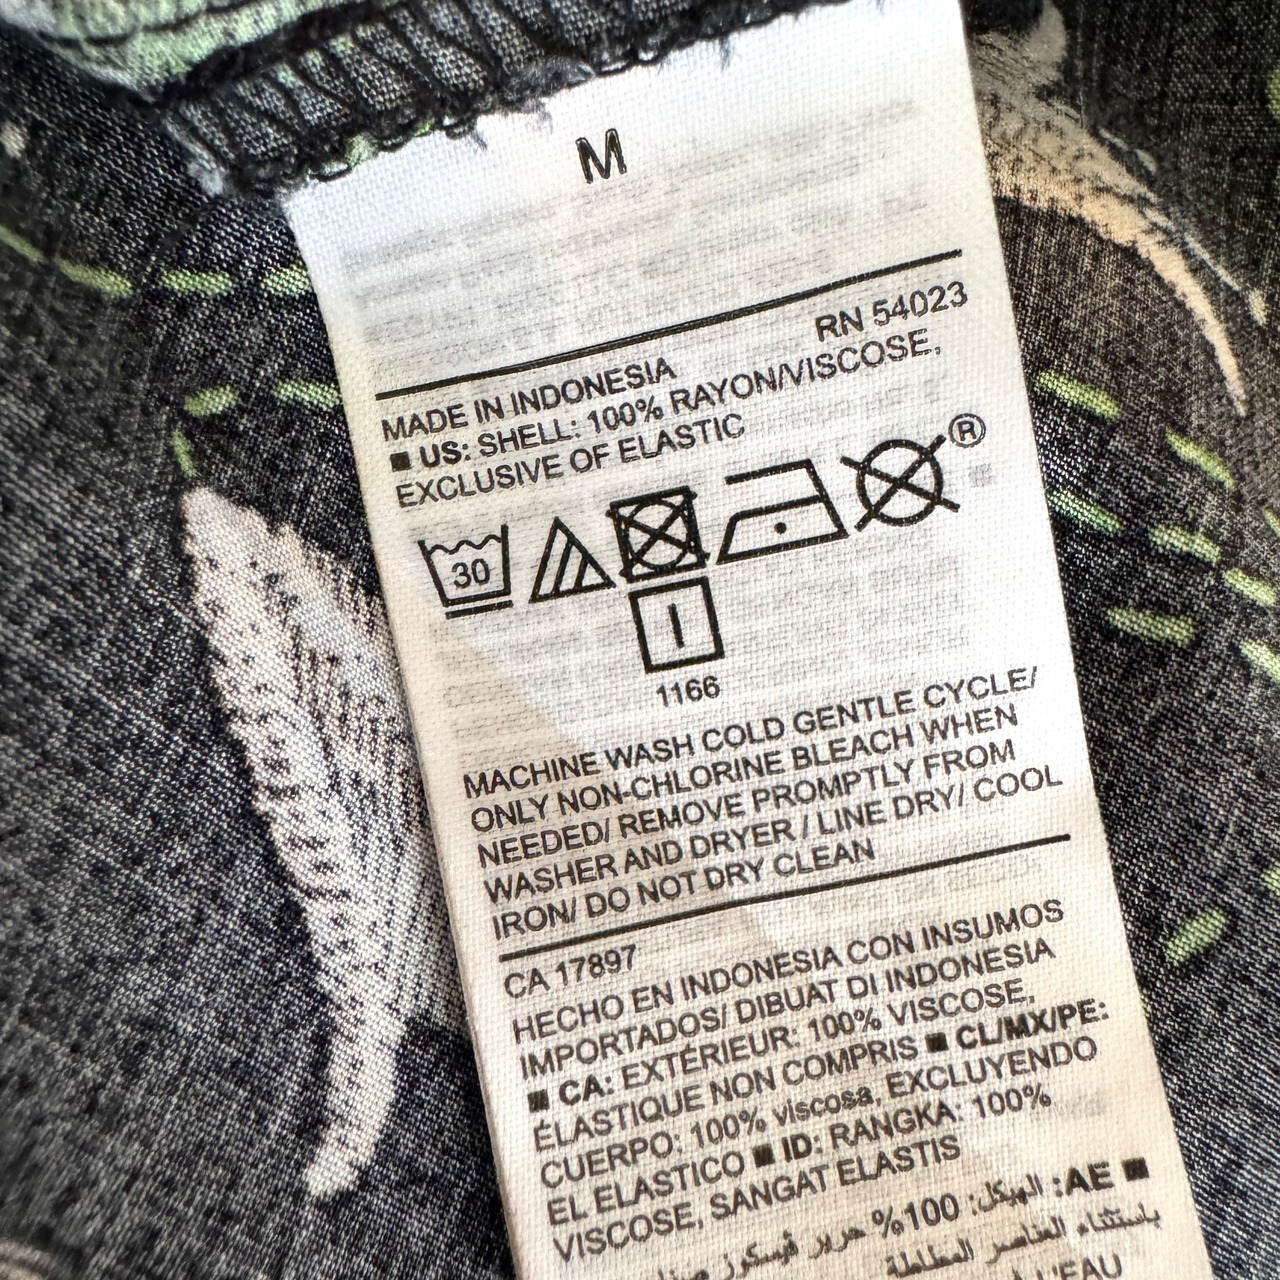 M
RN 54023
MADE IN INDONESIA
■ US: SHELL: 100% RAYON/VISCOSE,
EXCLUSIVE OF ELASTIC
®
30
1166
MACHINE WASH COLD GENTLE CYCLE/
ONLY NON-CHLORINE BLEACH WHEN
NEEDED/ REMOVE PROMPTLY FROM
WASHER AND DRYER / LINE DRY/ COOL
IRON/ DO NOT DRY CLEAN
CA 17897
HECHO EN INDONESIA CON INSUMOS
IMPORTADOS/ DIBUAT DI INDONESIA
■ CA: EXTÉRIEUR: 100% VISCOSE,
ÉLASTIQUE NON COMPRIS ■ CL/MX/PE:
CUERPO: 100% viscosa, EXCLUYENDO
EL ELASTICO ■ ID: RANGKA: 100%
VISCOSE, SANGAT ELASTIS
■ AE: الهيكل: 100% حرير فيسكوز
باستثناء العناصر المطاطة
L'EAU